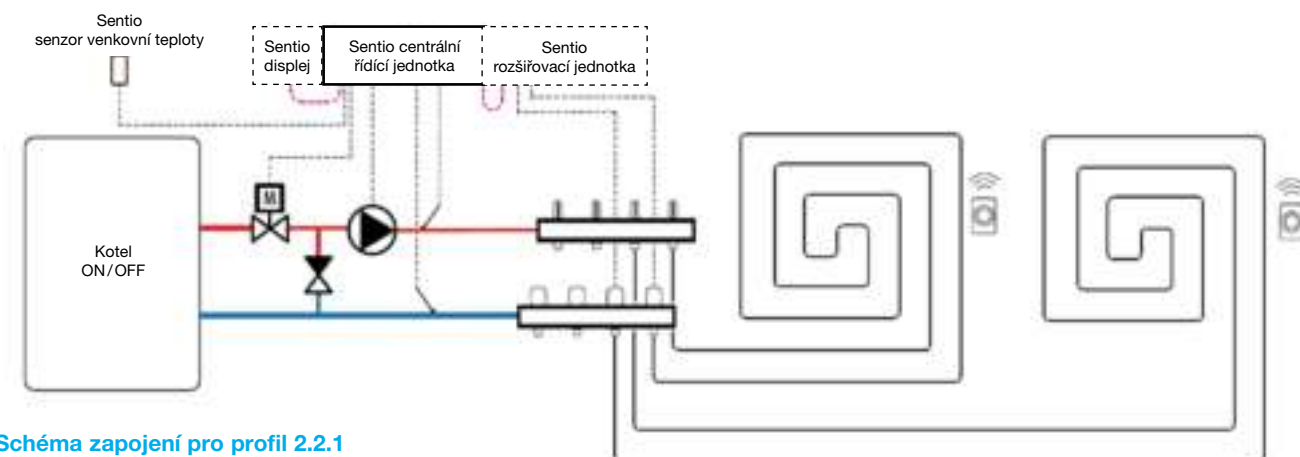 Sentio
senzor venkovní teploty
Sentio
displej
Sentio centrální
řídící jednotka
Sentio
rozšiřovací jednotka
M
Kotel
ON/OFF
Schéma zapojení pro profil 2.2.1